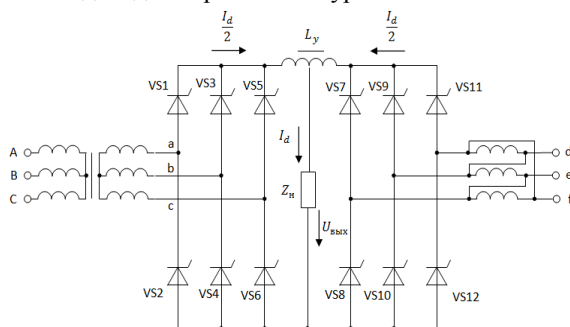 I_d/2
L_y
I_d/2
VS1
VS3
VS5
VS7
VS9
VS11
I_d
A
B
C
a
b
c
Z_н
U_вых
d
e
f
VS2
VS4
VS6
VS8
VS10
VS12